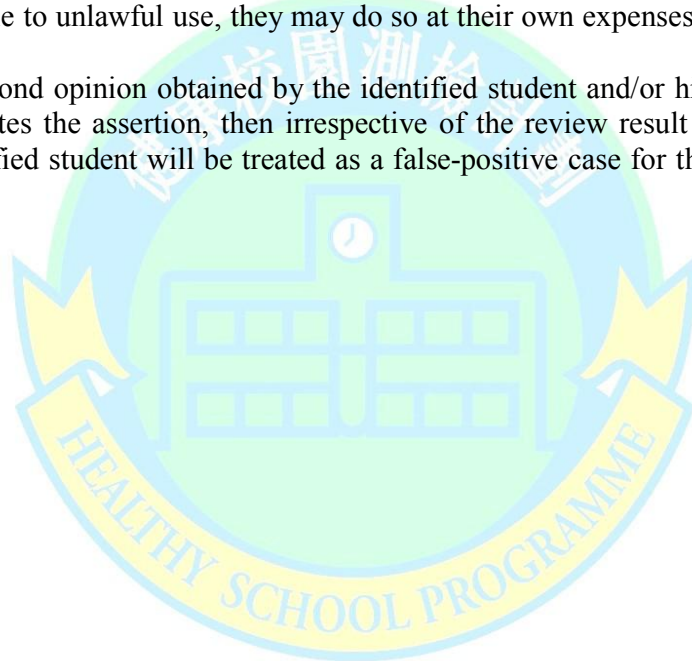 e to unlawful use, they may do so at their own expenses
ond opinion obtained by the identified student and/or hi
tes the assertion, then irrespective of the review result
fied student will be treated as a false-positive case for th
健康校園測檢計劃
HEALTHY SCHOOL PROGRAMME